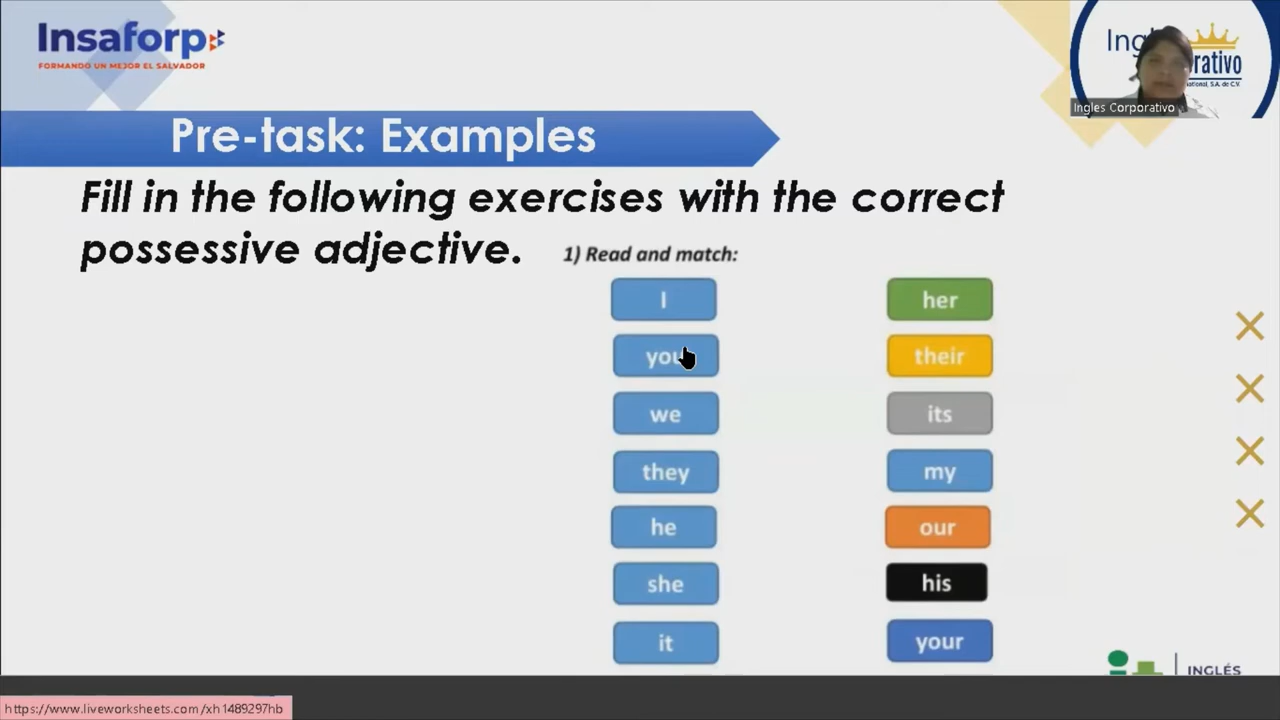 Insaforp
FORMANDO UN MEJOR EL SALVADOR
Ingles Corporativo
Pre-task: Examples
Fill in the following exercises with the correct
possessive adjective.
1) Read and match:
I her
you their
we its
they my
he our
she his
it your
INGLÉS
https://www.liveworksheets.com/xh1489297hb